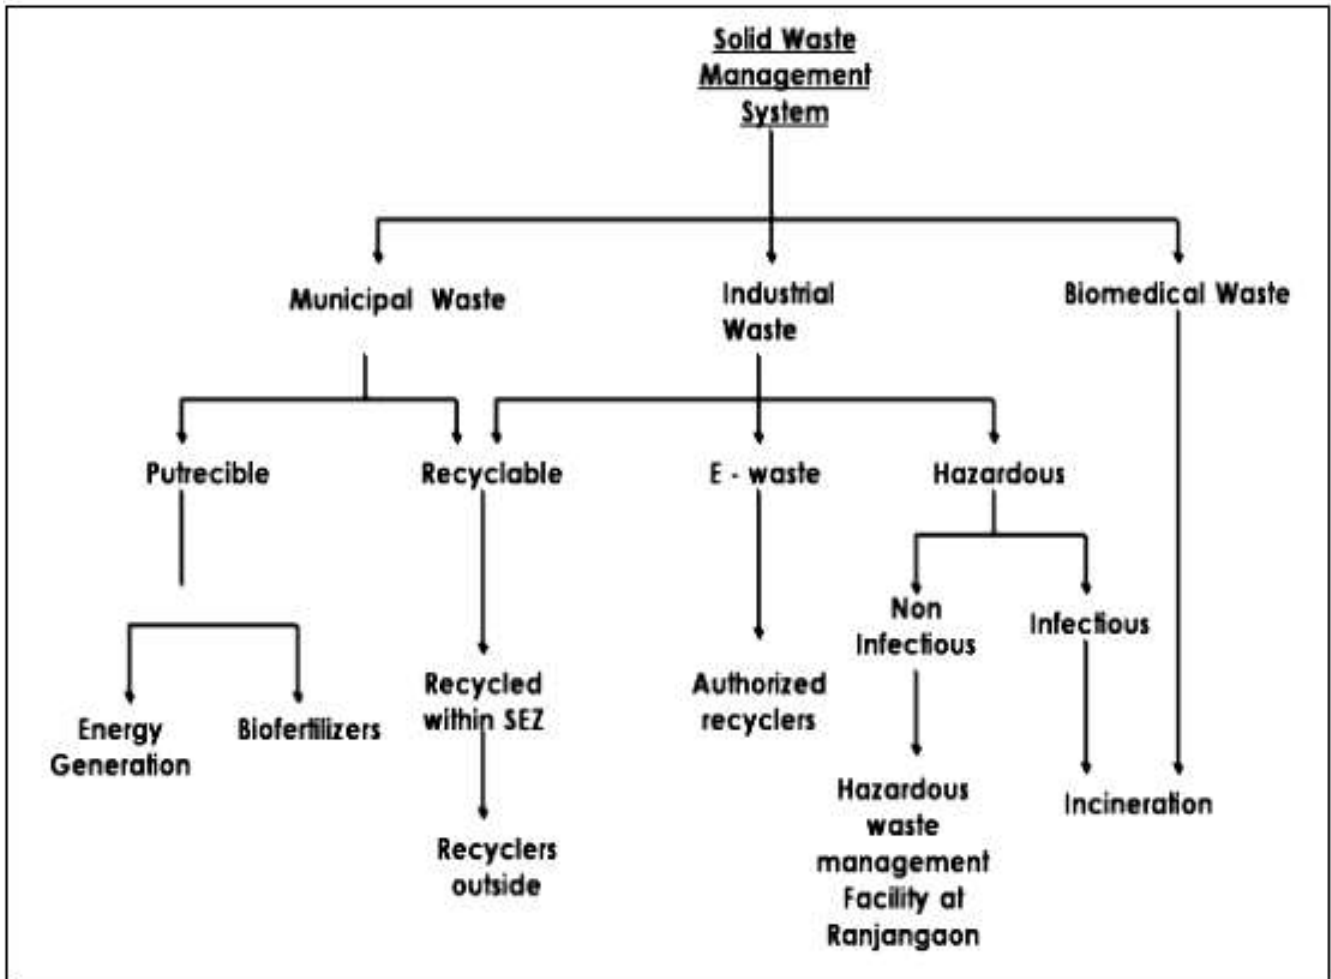 Solid Waste
Management
System
Municipal Waste
Industrial
Waste
Biomedical Waste
Putrecible
Recyclable
E - waste
Hazardous
Non
Infectious
Infectious
Recycled
within SEZ
Authorized
recyclers
Energy
Generation
Biofertilizers
Hazardous
waste
management
Facility at
Ranjangaon
Incineration
Recyclers
outside